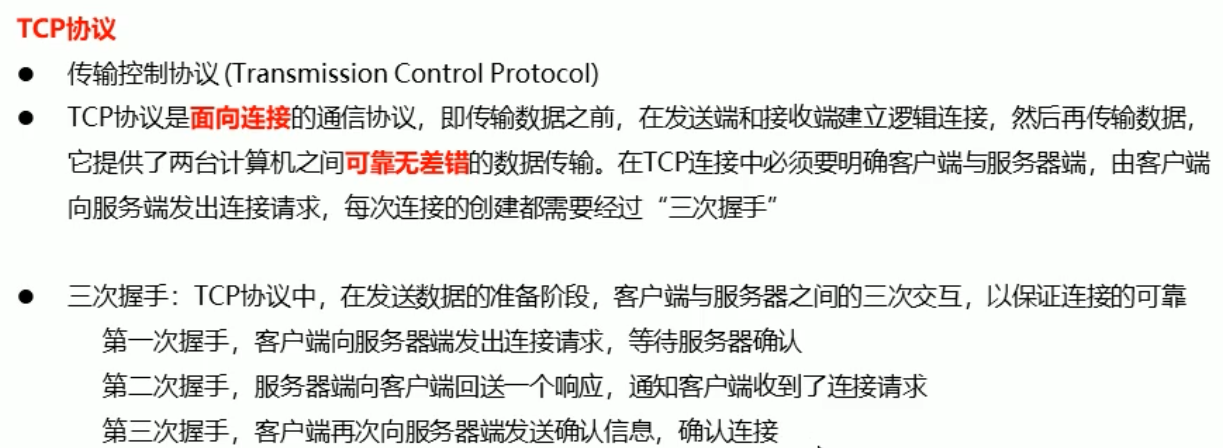 TCP协议
● 传输控制协议 (Transmission Control Protocol)
● TCP协议是面向连接的通信协议，即传输数据之前，在发送端和接收端建立逻辑连接，然后再传输数据，
它提供了两台计算机之间可靠无差错的数据传输。在TCP连接中必须要明确客户端与服务器端，由客户端
向服务端发出连接请求，每次连接的创建都需要经过“三次握手”
● 三次握手：TCP协议中，在发送数据的准备阶段，客户端与服务器之间的三次交互，以保证连接的可靠
第一次握手，客户端向服务器端发出连接请求，等待服务器确认
第二次握手，服务器端向客户端回送一个响应，通知客户端收到了连接请求
第三次握手，客户端再次向服务器端发送确认信息，确认连接